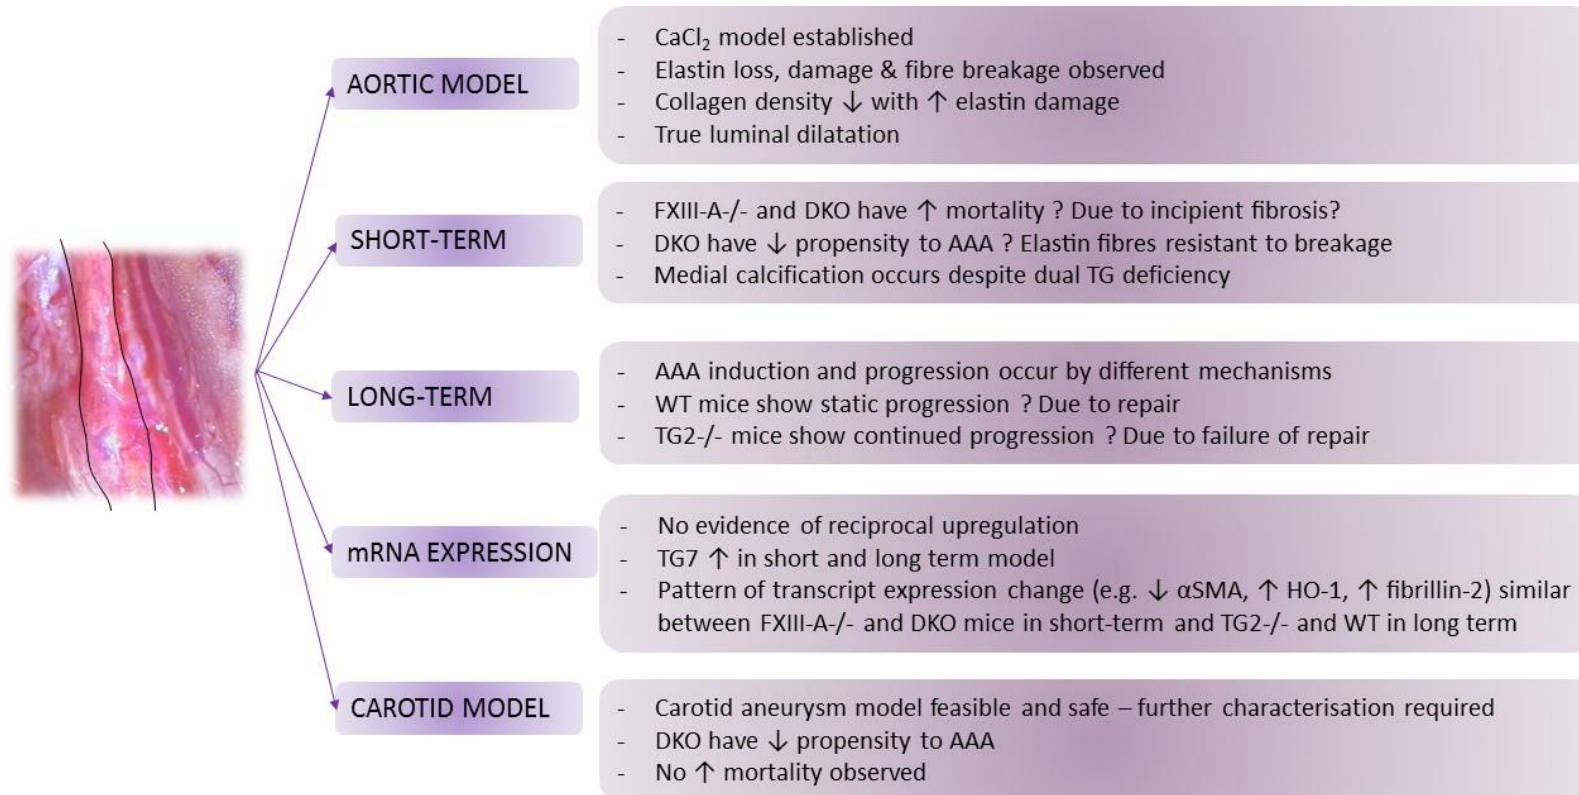 AORTIC MODEL
- CaCl₂ model established
- Elastin loss, damage & fibre breakage observed
- Collagen density ↓ with ↑ elastin damage
- True luminal dilatation
SHORT-TERM
- FXIII-A-/- and DKO have ↑ mortality ? Due to incipient fibrosis?
- DKO have ↓ propensity to AAA ? Elastin fibres resistant to breakage
- Medial calcification occurs despite dual TG deficiency
LONG-TERM
- AAA induction and progression occur by different mechanisms
- WT mice show static progression ? Due to repair
- TG2-/- mice show continued progression ? Due to failure of repair
mRNA EXPRESSION
- No evidence of reciprocal upregulation
- TG7 ↑ in short and long term model
- Pattern of transcript expression change (e.g. ↓ αSMA, ↑ HO-1, ↑ fibrillin-2) similar
between FXIII-A-/- and DKO mice in short-term and TG2-/- and WT in long term
CAROTID MODEL
- Carotid aneurysm model feasible and safe – further characterisation required
- DKO have ↓ propensity to AAA
- No ↑ mortality observed